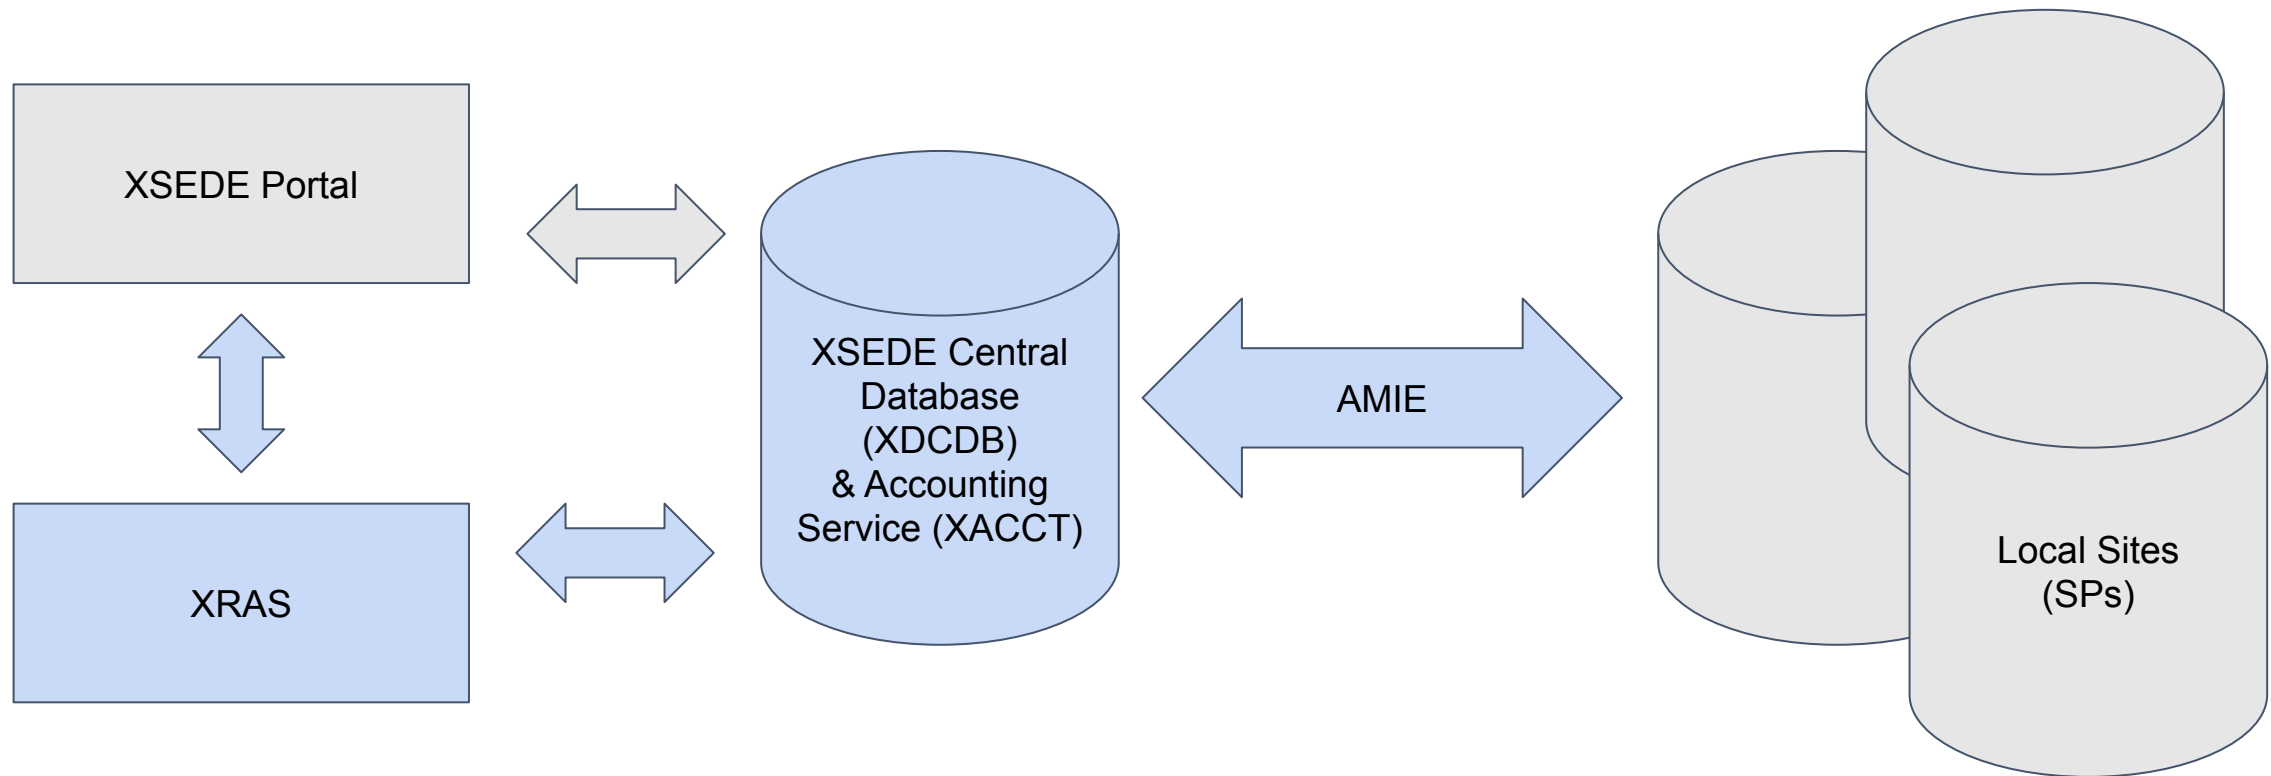 XSEDE Portal
XRAS
XSEDE Central
Database
(XDCDB)
& Accounting
Service (XACCT)
AMIE
Local Sites
(SPs)